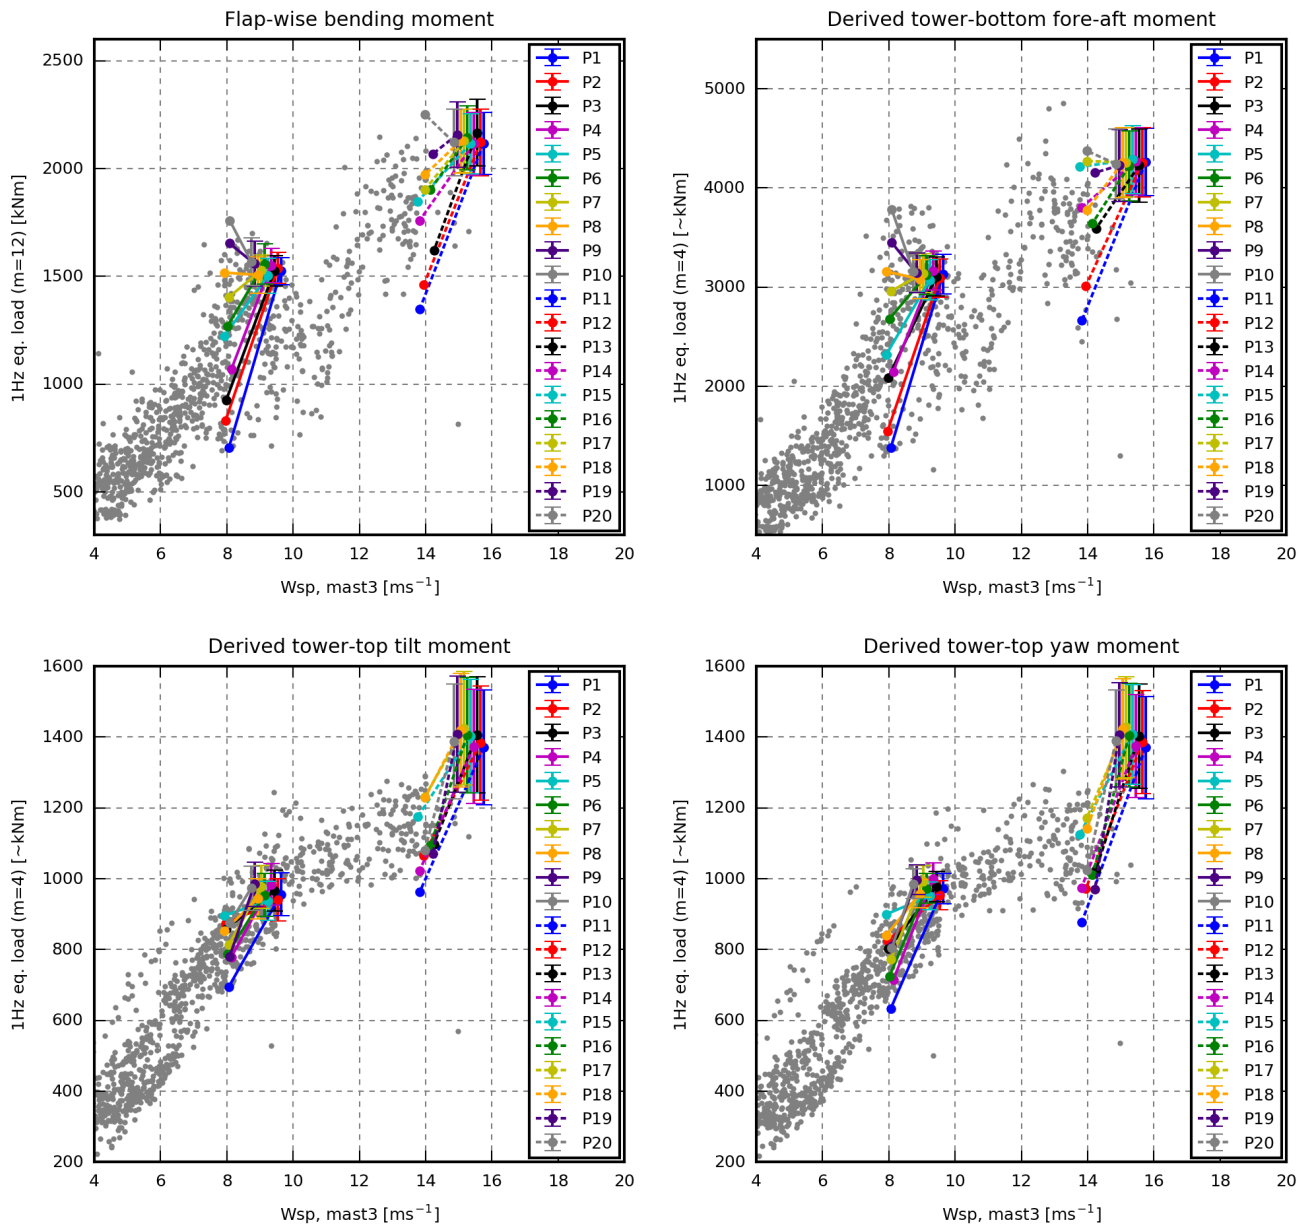 Flap-wise bending moment
1Hz eq. load (m=12) [kNm]
2500
2000
1500
1000
500
4 6 8 10 12 14 16 18 20
Wsp, mast3 [ms⁻¹]
P1
P2
P3
P4
P5
P6
P7
P8
P9
P10
P11
P12
P13
P14
P15
P16
P17
P18
P19
P20
Derived tower-bottom fore-aft moment
1Hz eq. load (m=4) [~kNm]
5000
4000
3000
2000
1000
4 6 8 10 12 14 16 18 20
Wsp, mast3 [ms⁻¹]
P1
P2
P3
P4
P5
P6
P7
P8
P9
P10
P11
P12
P13
P14
P15
P16
P17
P18
P19
P20
Derived tower-top tilt moment
1Hz eq. load (m=4) [~kNm]
1600
1400
1200
1000
800
600
400
200
4 6 8 10 12 14 16 18 20
Wsp, mast3 [ms⁻¹]
P1
P2
P3
P4
P5
P6
P7
P8
P9
P10
P11
P12
P13
P14
P15
P16
P17
P18
P19
P20
Derived tower-top yaw moment
1Hz eq. load (m=4) [~kNm]
1600
1400
1200
1000
800
600
400
200
4 6 8 10 12 14 16 18 20
Wsp, mast3 [ms⁻¹]
P1
P2
P3
P4
P5
P6
P7
P8
P9
P10
P11
P12
P13
P14
P15
P16
P17
P18
P19
P20